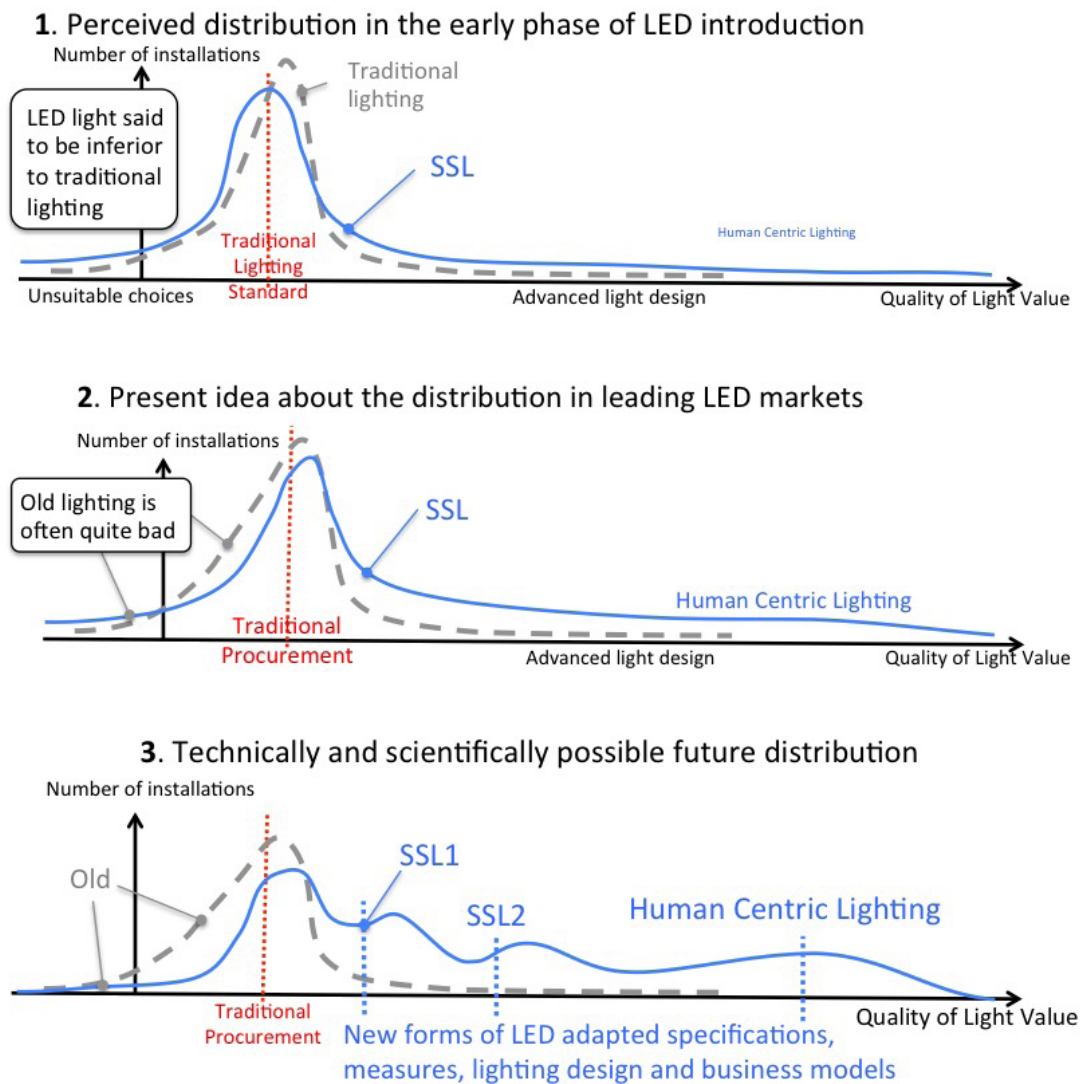 1. Perceived distribution in the early phase of LED introduction
Number of installations
Traditional
lighting
LED light said
to be inferior
to traditional
lighting
SSL
Human Centric Lighting
Traditional
Lighting
Standard
Unsuitable choices
Advanced light design
Quality of Light Value
2. Present idea about the distribution in leading LED markets
Number of installations
Old lighting is
often quite bad
SSL
Human Centric Lighting
Traditional
Procurement
Advanced light design
Quality of Light Value
3. Technically and scientifically possible future distribution
Number of installations
Old
SSL1
SSL2
Human Centric Lighting
Traditional
Procurement
Quality of Light Value
New forms of LED adapted specifications,
measures, lighting design and business models